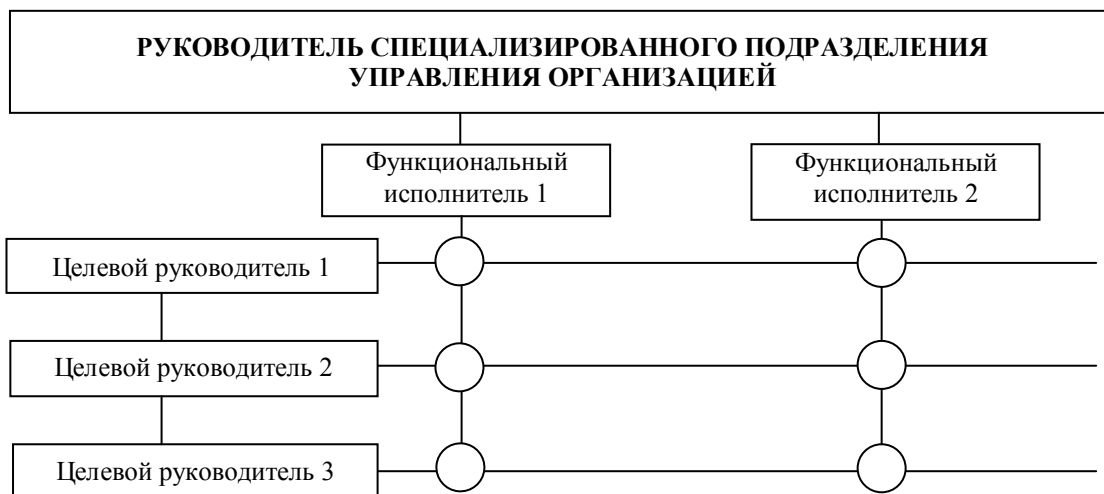 РУКОВОДИТЕЛЬ СПЕЦИАЛИЗИРОВАННОГО ПОДРАЗДЕЛЕНИЯ
УПРАВЛЕНИЯ ОРГАНИЗАЦИЕЙ
Функциональный
исполнитель 1
Функциональный
исполнитель 2
Целевой руководитель 1
Целевой руководитель 2
Целевой руководитель 3